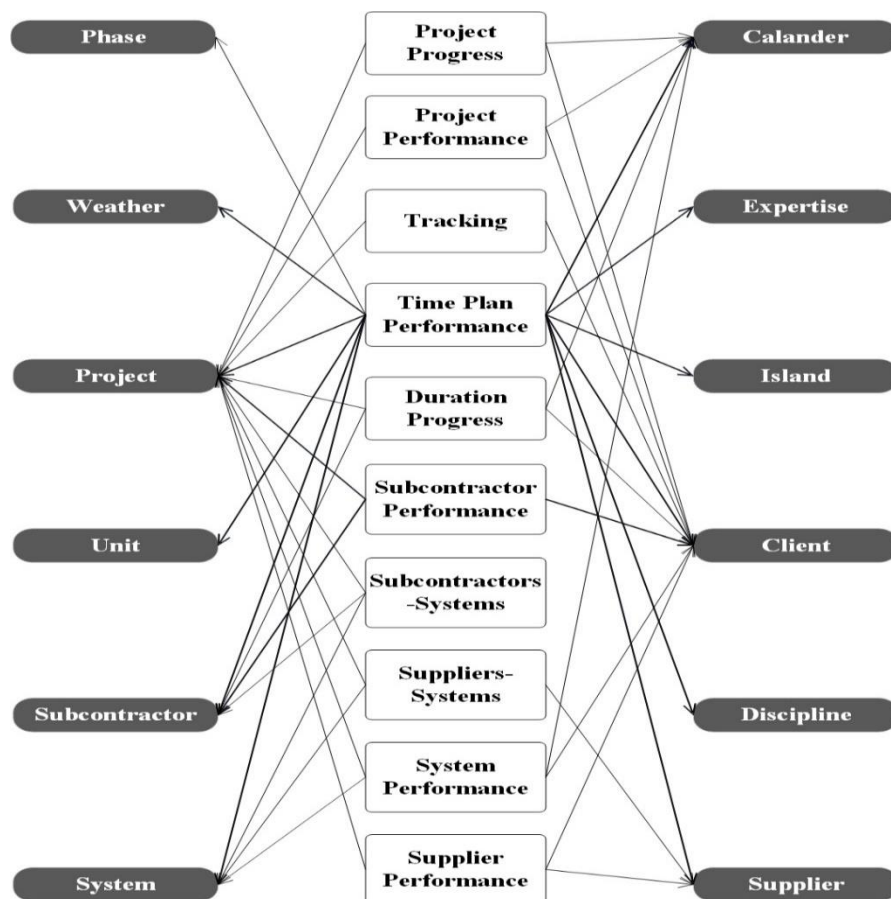 Phase
Weather
Project
Unit
Subcontractor
System
Project
Progress
Project
Performance
Tracking
Time Plan
Performance
Duration
Progress
Subcontractor
Performance
Subcontractors
-Systems
Suppliers-
Systems
System
Performance
Supplier
Performance
Calander
Expertise
Island
Client
Discipline
Supplier